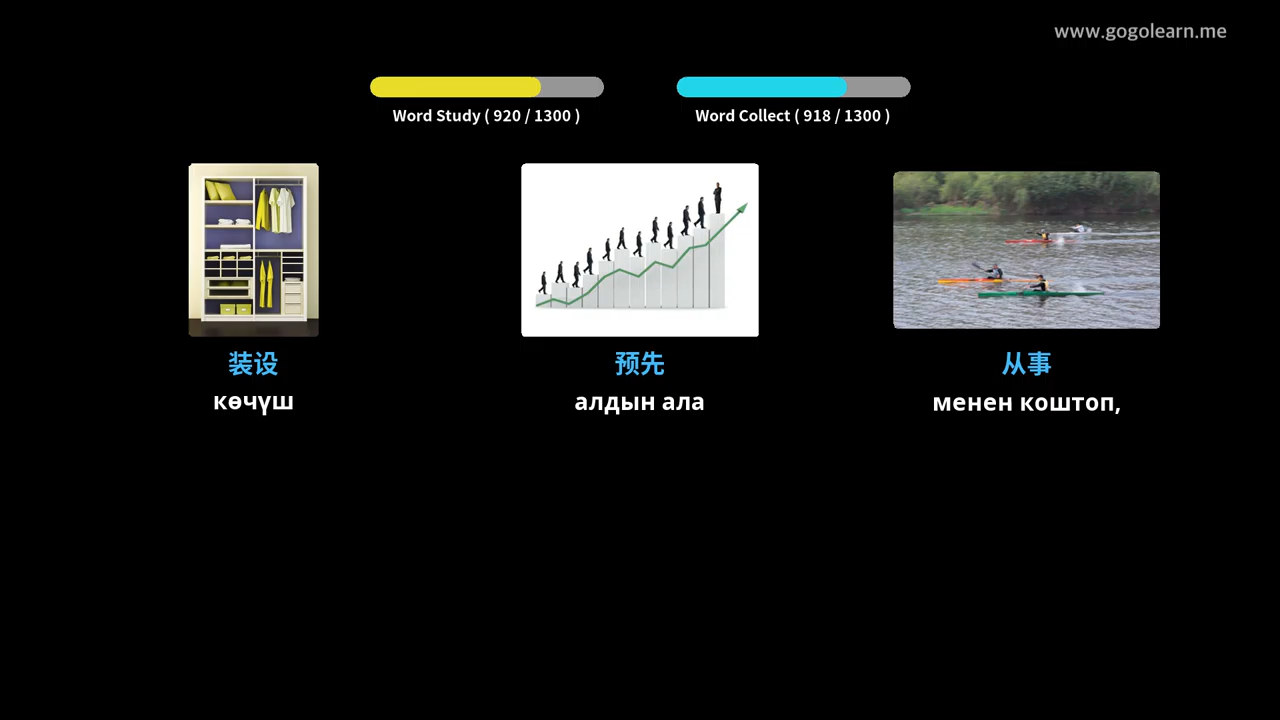 www.gogolearn.me
Word Study ( 920 / 1300 )
Word Collect ( 918 / 1300 )
装设
预先
从事
көчүш
алдын ала
менен коштоп,